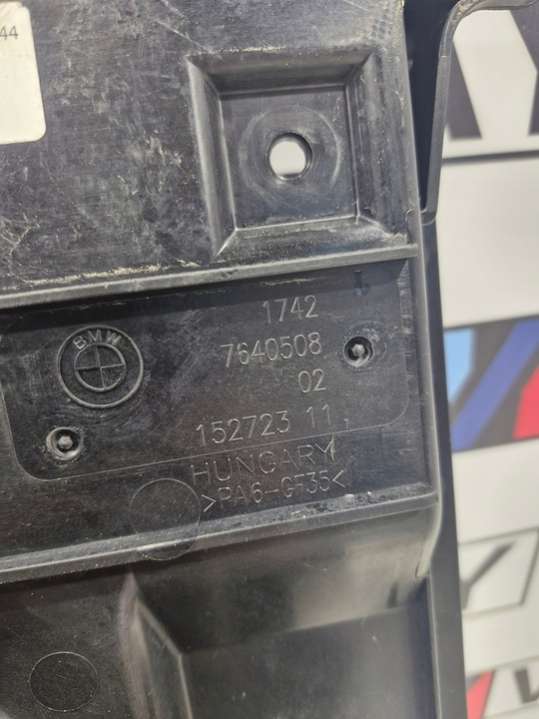 44
BMW
1742
7640508
02
152723 11
HUNGARY
>PA6-GF35<